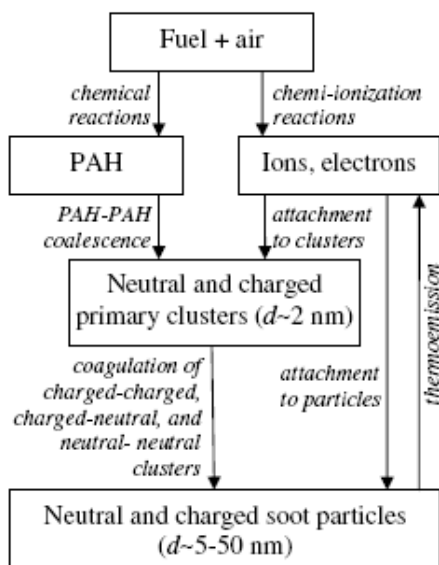 Fuel + air
chemical
reactions
chemi-ionization
reactions
PAH
Ions, electrons
PAH-PAH
coalescence
attachment
to clusters
Neutral and charged
primary clusters (d~2 nm)
coagulation of
charged-charged,
charged-neutral, and
neutral- neutral
clusters
attachment
to particles
thermoemission
Neutral and charged soot particles
(d~5-50 nm)